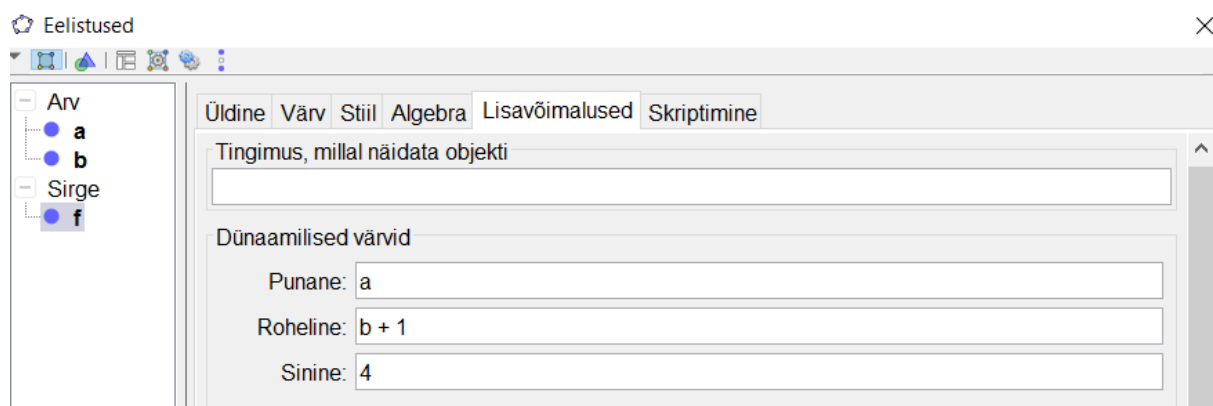 Eelistused
Arv
a
b
Sirge
f
Üldine Värv Stiil Algebra Lisavõimalused Skriptimine
Tingimus, millal näidata objekti
Dünaamilised värvid
Punane: a
Roheline: b + 1
Sinine: 4